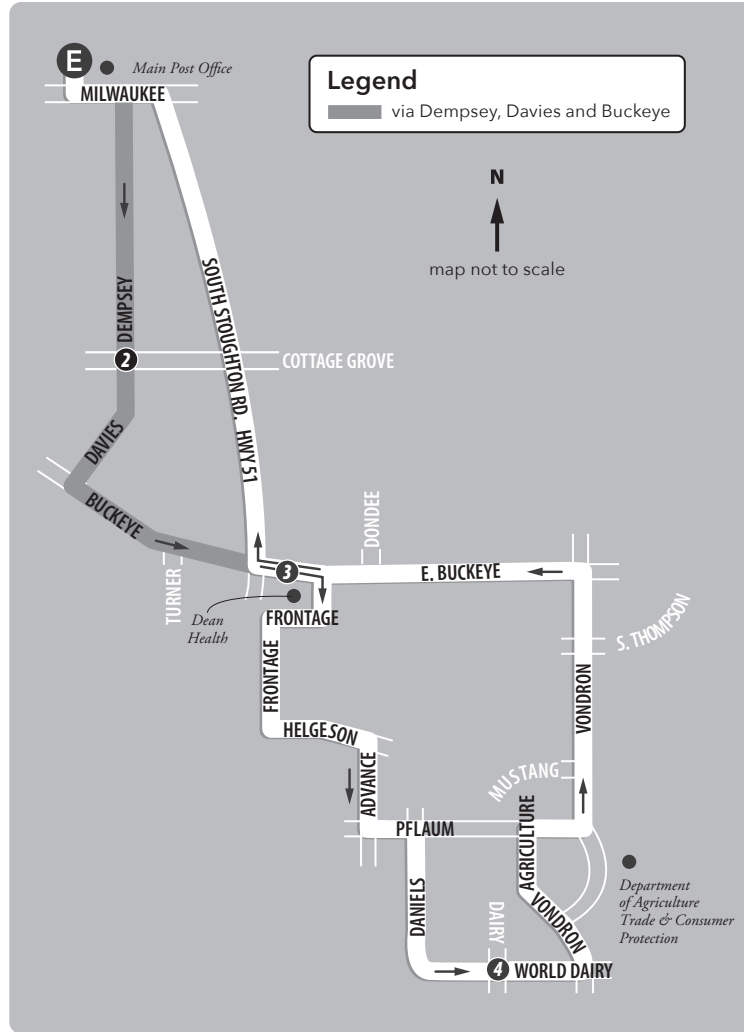 E
Main Post Office
MILWAUKEE
Legend
via Dempsey, Davies and Buckeye
N
map not to scale
DEMPSEY
SOUTH STOUGHTON RD. HWY 51
2
COTTAGE GROVE
DAVIES
BUCKEYE
TURNER
DONDEE
3
E. BUCKEYE
Dean
Health
FRONTAGE
FRONTAGE
S. THOMPSON
VONDRON
HELGESON
ADVANCE
MUSTANG
PFLAUM
AGRICULTURE
DANIELS
DAIRY
VONDRON
Department
of Agriculture
Trade & Consumer
Protection
4
WORLD DAIRY